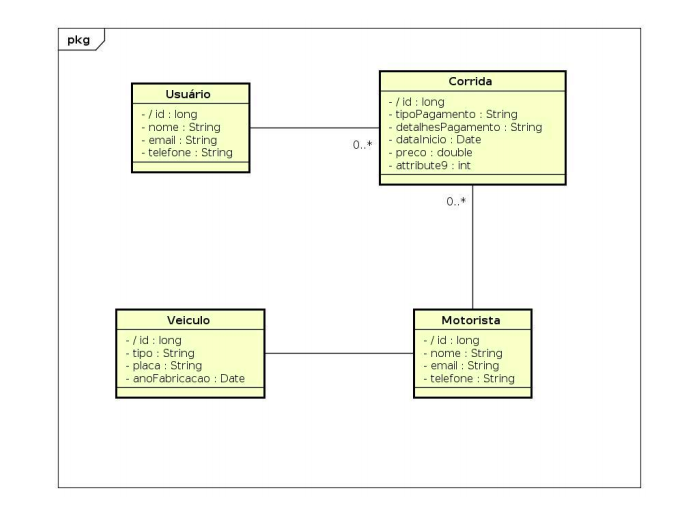 pkg
Usuário
- / id : long
- nome : String
- email : String
- telefone : String
0..*
Corrida
- / id : long
- tipoPagamento : String
- detalhesPagamento : String
- dataInicio : Date
- preco : double
- attribute9 : int
0..*
Veiculo
- / id : long
- tipo : String
- placa : String
- anoFabricacao : Date
Motorista
- / id : long
- nome : String
- email : String
- telefone : String